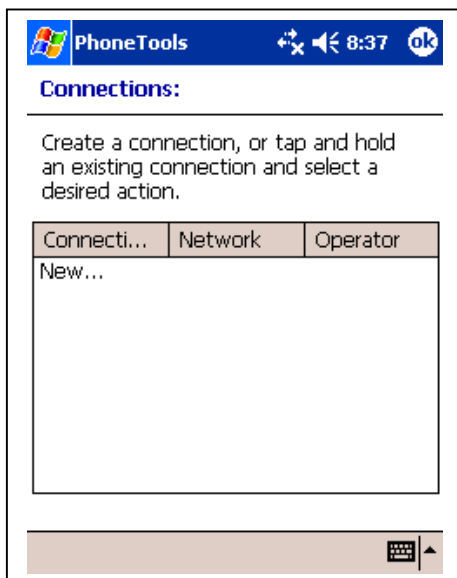 PhoneTools 8:37 ok
Connections:
Create a connection, or tap and hold
an existing connection and select a
desired action.
Connecti... Network Operator
New...